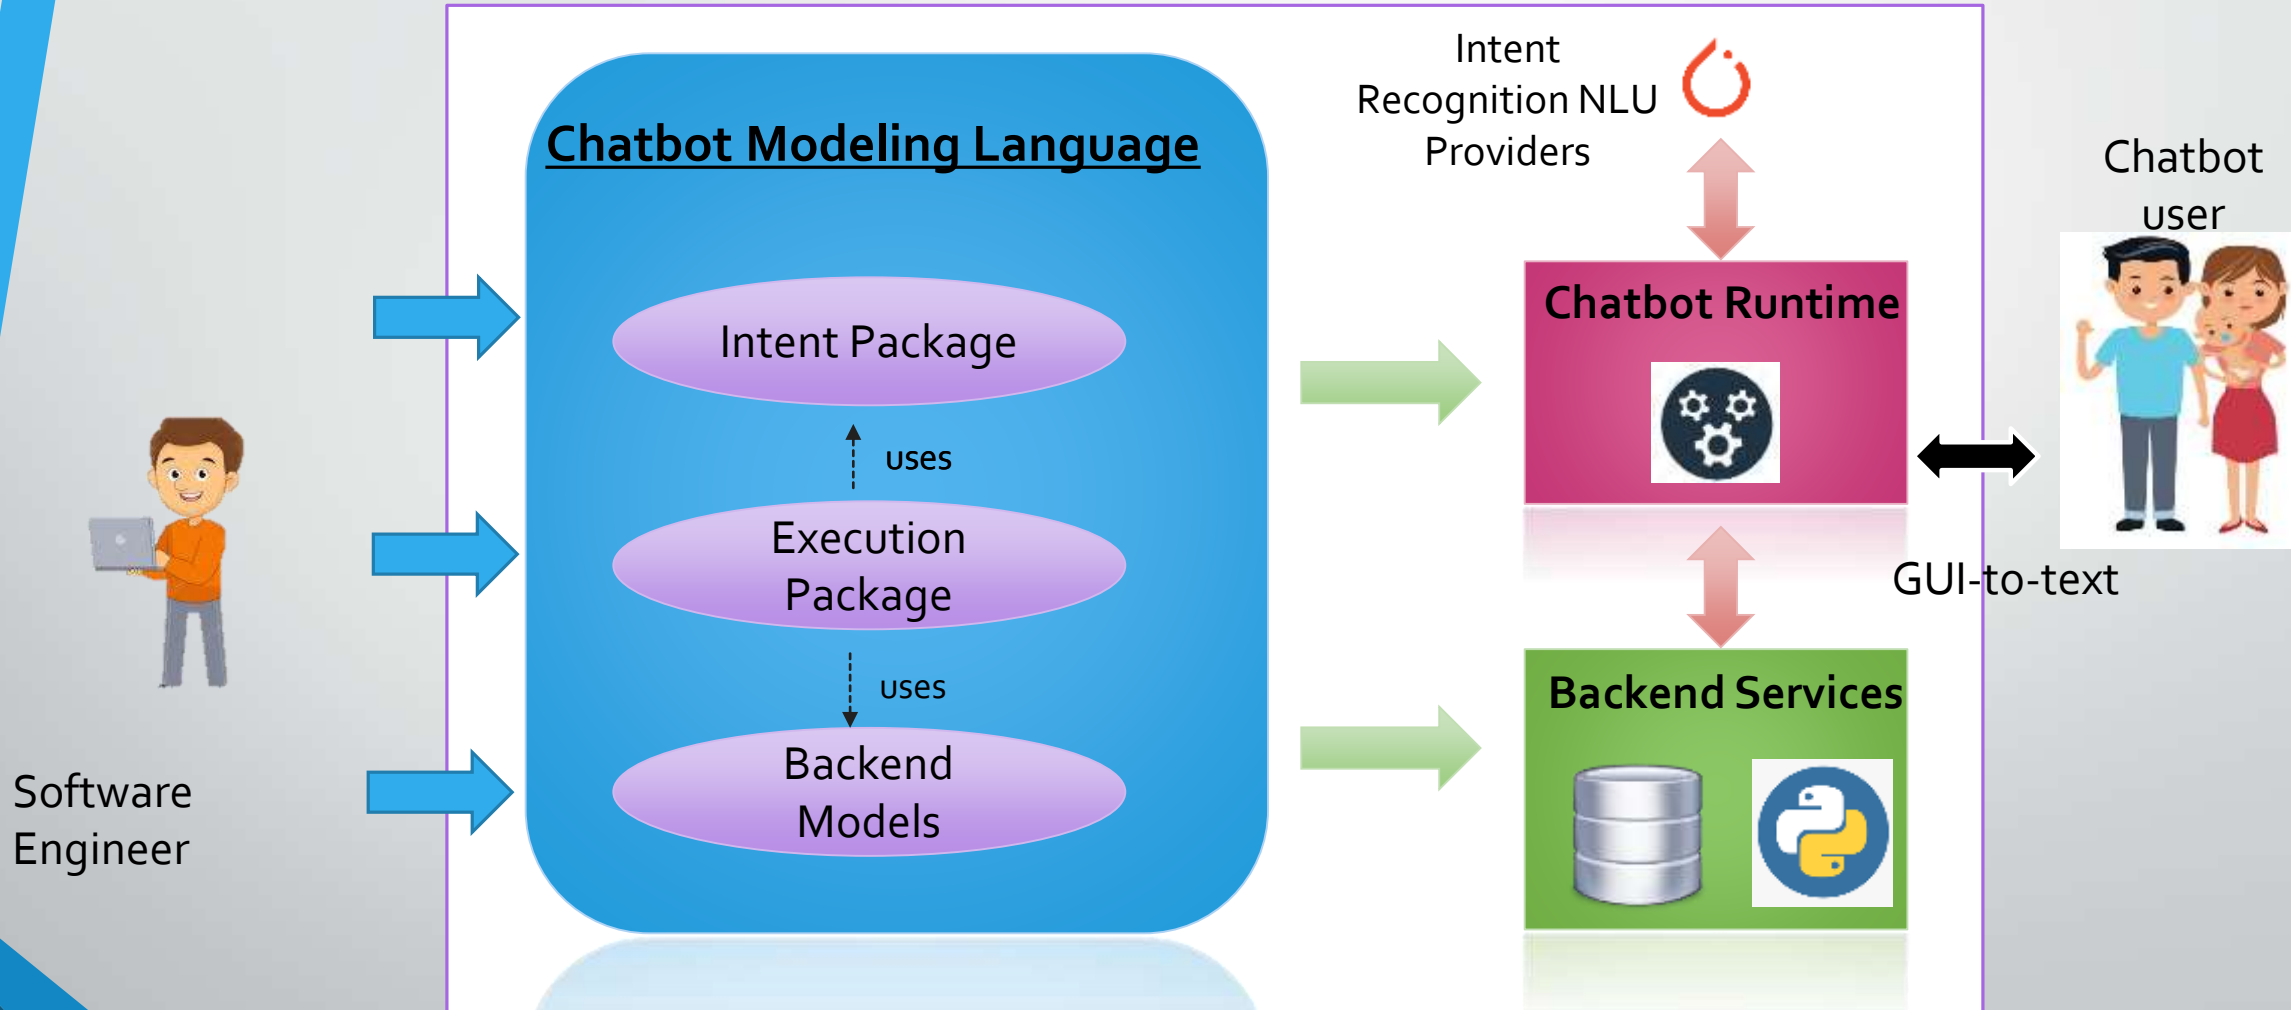 Chatbot Modeling Language
Intent Package
uses
Execution
Package
uses
Backend
Models
Software
Engineer
Intent
Recognition NLU
Providers
Chatbot Runtime
Backend Services
Chatbot
user
GUI-to-text